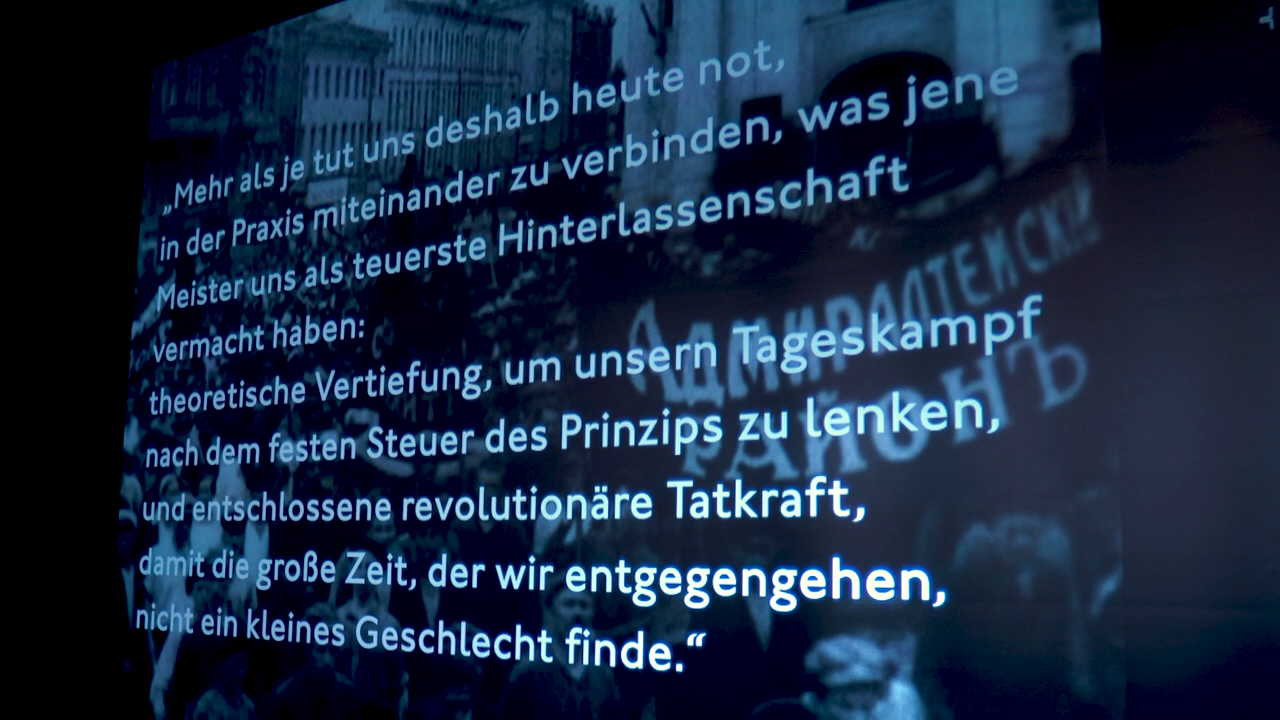 „Mehr als je tut uns deshalb heute not,
in der Praxis miteinander zu verbinden, was jene
Meister uns als teuerste Hinterlassenschaft
vermacht haben:
theoretische Vertiefung, um unsern Tageskampf
nach dem festen Steuer des Prinzips zu lenken,
und entschlossene revolutionäre Tatkraft,
damit die große Zeit, der wir entgegengehen,
nicht ein kleines Geschlecht finde.“
АДМИРАЛТЕЙСКІЙ
РАЙОНЪ